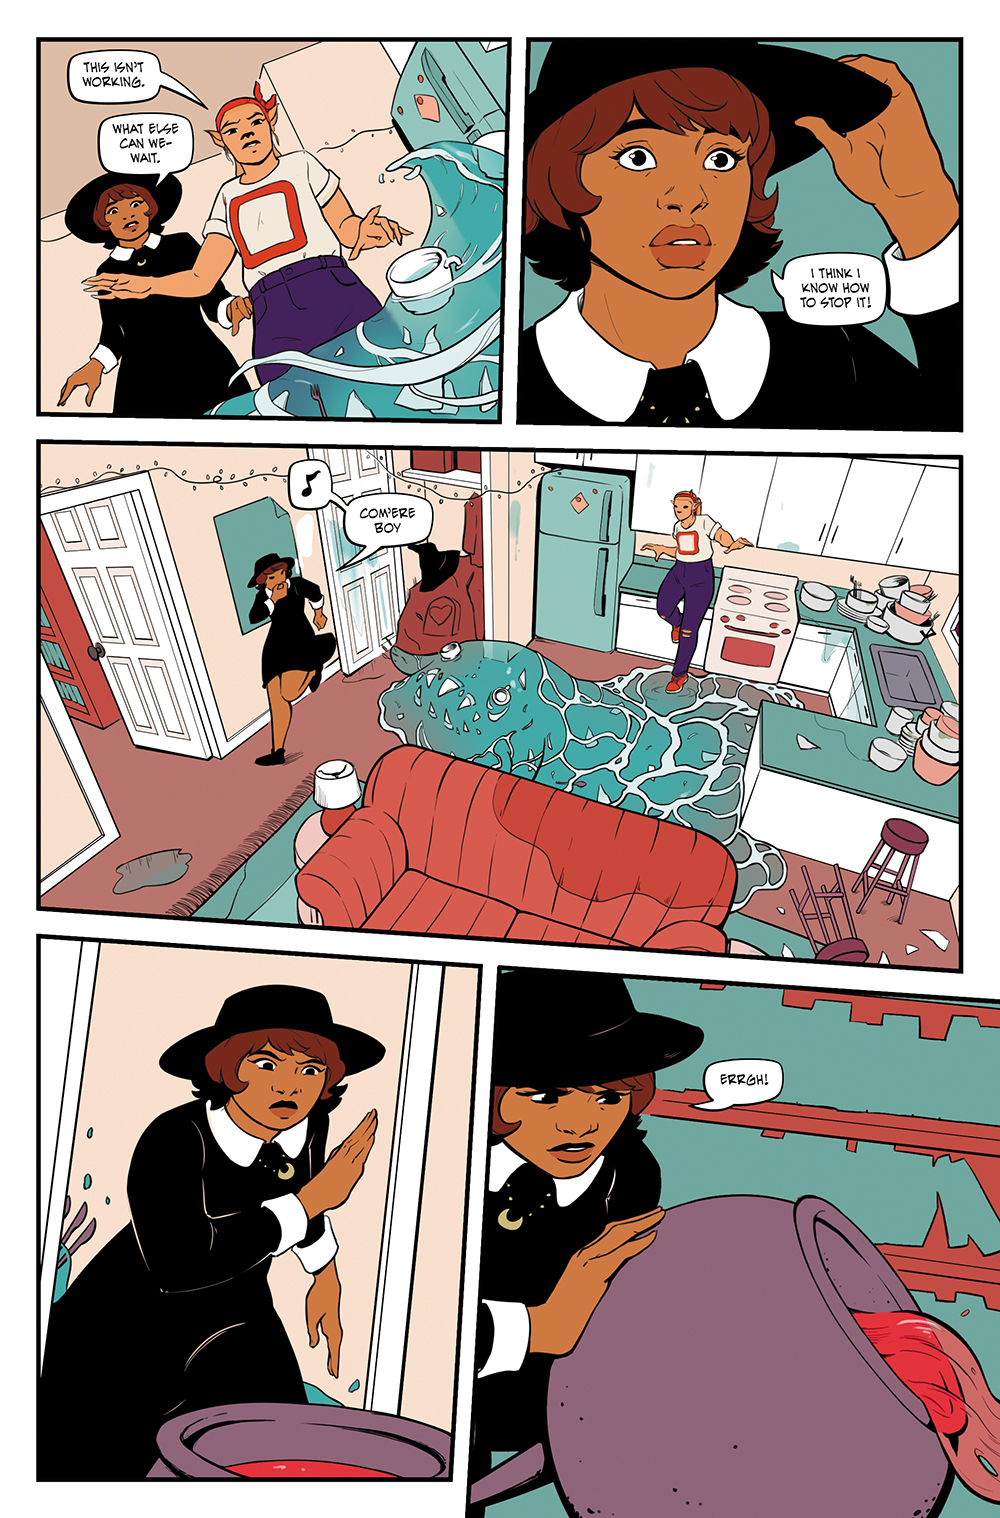 THIS ISN'T
WORKING.
WHAT ELSE
CAN WE-
WAIT.
I THINK I
KNOW HOW
TO STOP IT!
COM'ERE
BOY
ERRGH!